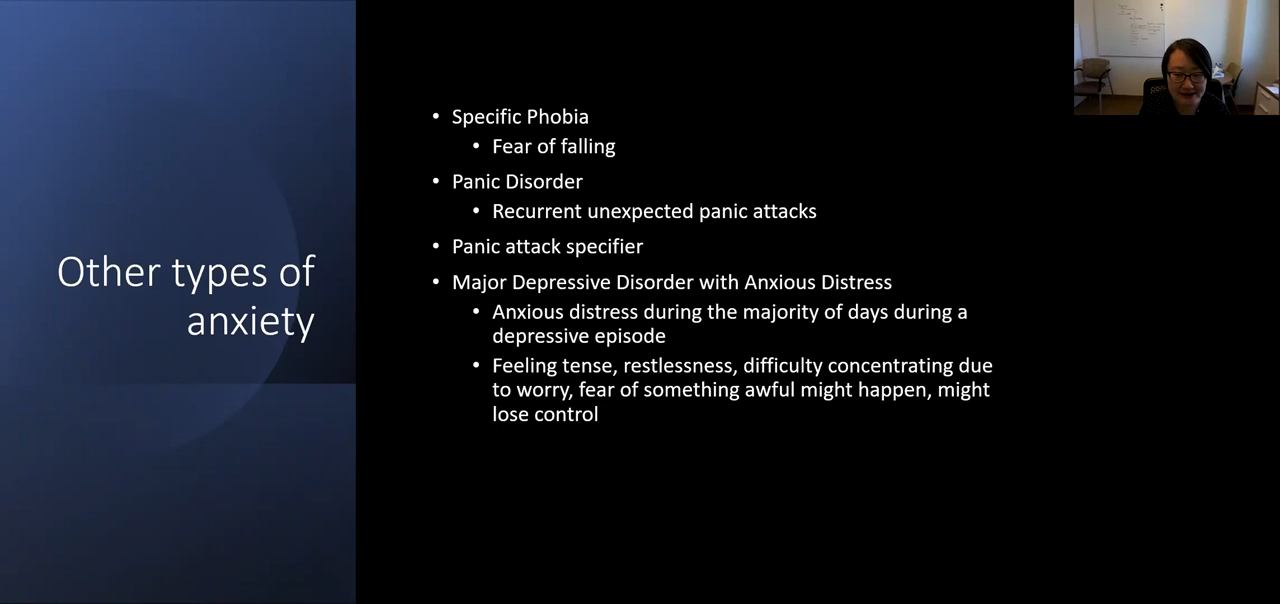 Other types of
anxiety
• Specific Phobia
• Fear of falling
• Panic Disorder
• Recurrent unexpected panic attacks
• Panic attack specifier
• Major Depressive Disorder with Anxious Distress
• Anxious distress during the majority of days during a
depressive episode
• Feeling tense, restlessness, difficulty concentrating due
to worry, fear of something awful might happen, might
lose control